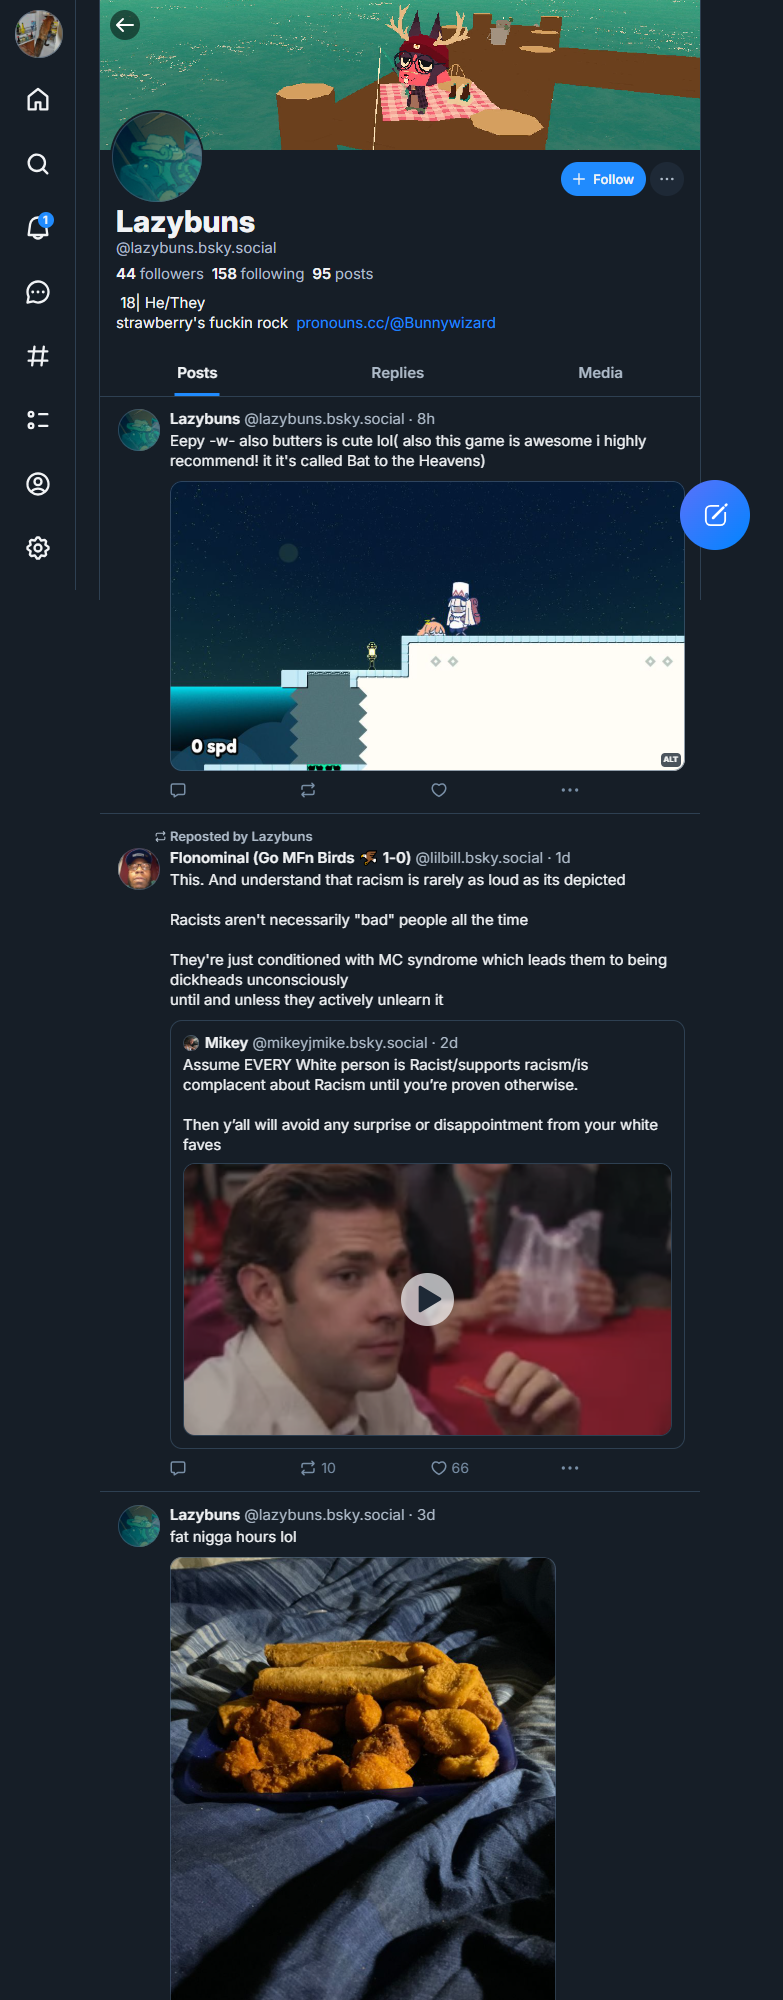 1
Follow
Lazybuns
@lazybuns.bsky.social
44 followers 158 following 95 posts
18| He/They
strawberry's fuckin rock pronouns.cc/@Bunnywizard
Posts Replies Media
Lazybuns @lazybuns.bsky.social · 8h
Eepy -w- also butters is cute lol( also this game is awesome i highly
recommend! it it's called Bat to the Heavens)
0 spd
ALT
Reposted by Lazybuns
Flonominal (Go MFn Birds 🦅 1-0) @lilbill.bsky.social · 1d
This. And understand that racism is rarely as loud as its depicted
Racists aren't necessarily "bad" people all the time
They're just conditioned with MC syndrome which leads them to being
dickheads unconsciously
until and unless they actively unlearn it
Mikey @mikeyjmike.bsky.social · 2d
Assume EVERY White person is Racist/supports racism/is
complacent about Racism until you’re proven otherwise.
Then y’all will avoid any surprise or disappointment from your white
faves
10 66
Lazybuns @lazybuns.bsky.social · 3d
fat nigga hours lol